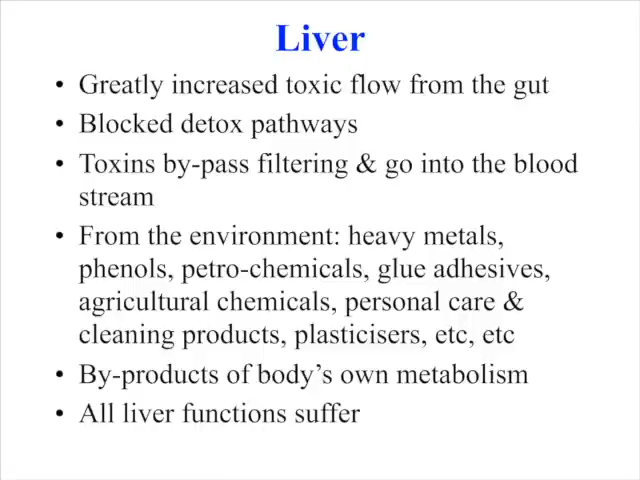 Liver
• Greatly increased toxic flow from the gut
• Blocked detox pathways
• Toxins by-pass filtering & go into the blood
stream
• From the environment: heavy metals,
phenols, petro-chemicals, glue adhesives,
agricultural chemicals, personal care &
cleaning products, plasticisers, etc, etc
• By-products of body’s own metabolism
• All liver functions suffer